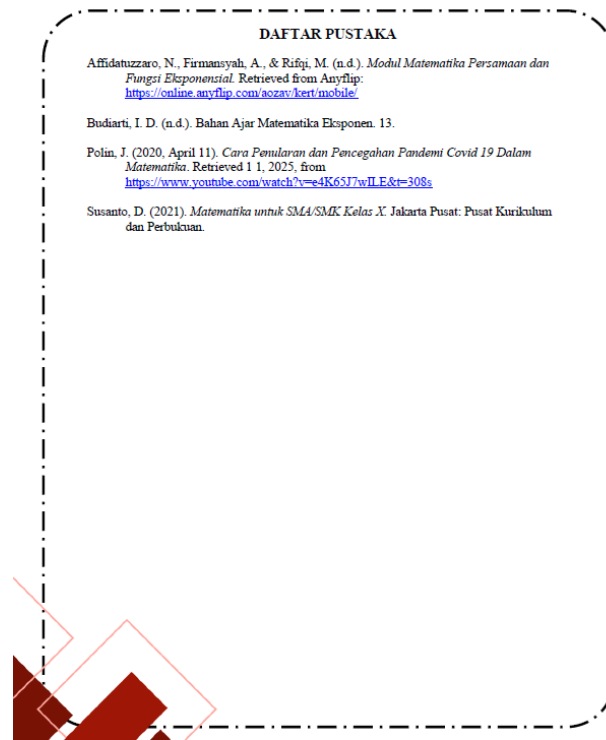 DAFTAR PUSTAKA
Affidatuzzaro, N., Firmansyah, A., & Rifqi, M. (n.d.). Modul Matematika Persamaan dan
Fungsi Eksponensial. Retrieved from Anyflip:
https://online.anyflip.com/aozav/kert/mobile/
Budiarti, I. D. (n.d.). Bahan Ajar Matematika Eksponen. 13.
Polin, J. (2020, April 11). Cara Penularan dan Pencegahan Pandemi Covid 19 Dalam
Matematika. Retrieved 1 1, 2025, from
https://www.youtube.com/watch?v=e4K65J7wILE&t=308s
Susanto, D. (2021). Matematika untuk SMA/SMK Kelas X. Jakarta Pusat: Pusat Kurikulum
dan Perbukuan.